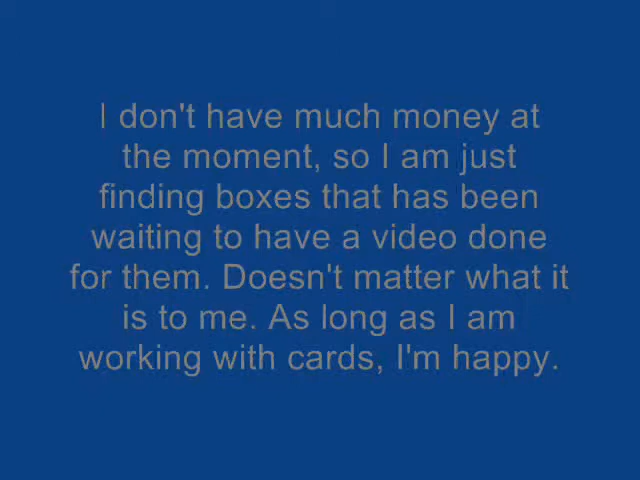 I don't have much money at
the moment, so I am just
finding boxes that has been
waiting to have a video done
for them. Doesn't matter what it
is to me. As long as I am
working with cards, I'm happy.